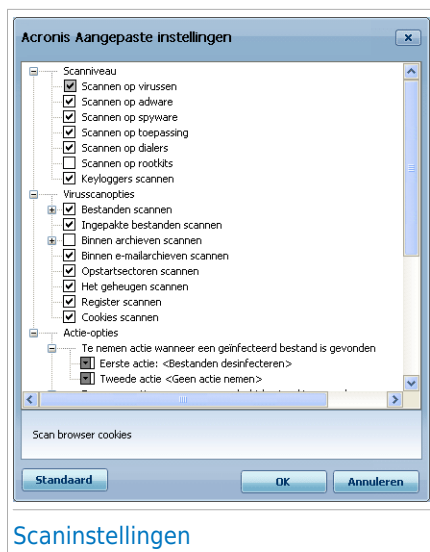 Acronis Aangepaste instellingen
Scanniveau
Scannen op virussen
Scannen op adware
Scannen op spyware
Scannen op toepassing
Scannen op dialers
Scannen op rootkits
Keyloggers scannen
Virusscanopties
Bestanden scannen
Ingepakte bestanden scannen
Binnen archieven scannen
Binnen e-mailarchieven scannen
Opstartsectoren scannen
Het geheugen scannen
Register scannen
Cookies scannen
Actie-opties
Te nemen actie wanneer een geïnfecteerd bestand is gevonden
Eerste actie: <Bestanden desinfecteren>
Tweede actie <Geen actie nemen>
Scan browser cookies
Standaard OK Annuleren
Scaninstellingen